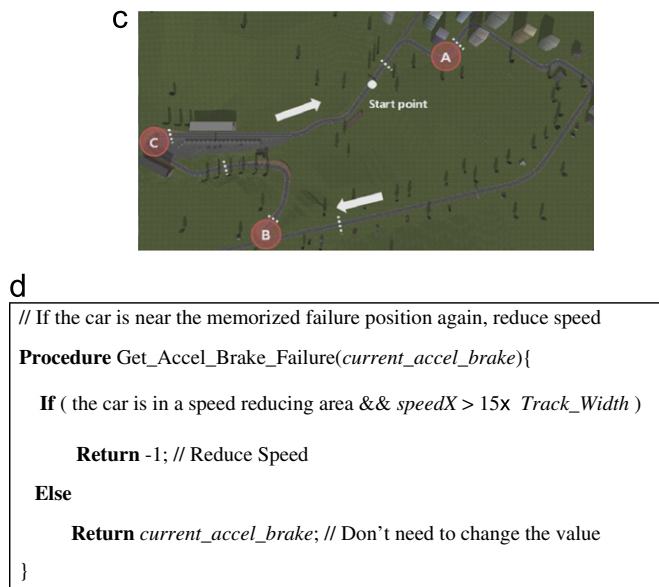 c
A
Start point
C
B
d
// If the car is near the memorized failure position again, reduce speed
Procedure Get_Accel_Brake_Failure(current_accel_brake){
If ( the car is in a speed reducing area && speedX > 15x Track_Width )
Return -1; // Reduce Speed
Else
Return current_accel_brake; // Don't need to change the value
}